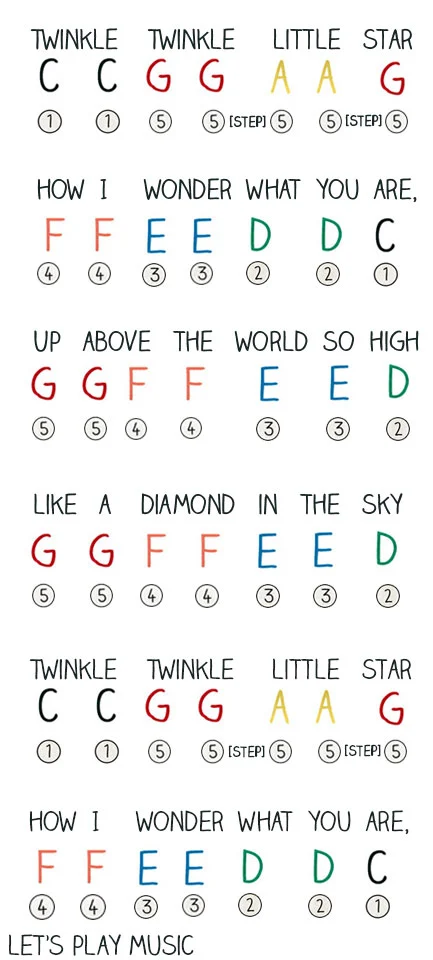 TWINKLE TWINKLE LITTLE STAR
C C G G A A G
1 1 5 5 [STEP] 5 5 [STEP] 5
HOW I WONDER WHAT YOU ARE,
F F E E D D C
4 4 3 3 2 2 1
UP ABOVE THE WORLD SO HIGH
G G F F E E D
5 5 4 4 3 3 2
LIKE A DIAMOND IN THE SKY
G G F F E E D
5 5 4 4 3 3 2
TWINKLE TWINKLE LITTLE STAR
C C G G A A G
1 1 5 5 [STEP] 5 5 [STEP] 5
HOW I WONDER WHAT YOU ARE,
F F E E D D C
4 4 3 3 2 2 1
LET'S PLAY MUSIC